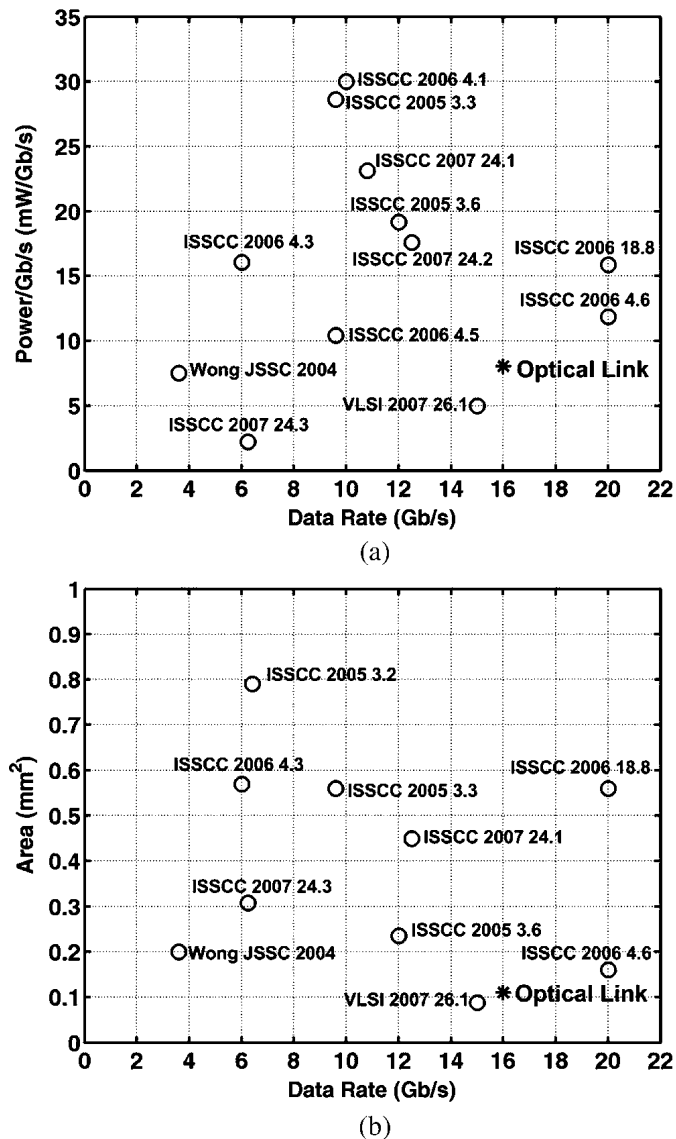 35
30
25
20
15
10
5
0
Power/Gb/s (mW/Gb/s)
ISSCC 2006 4.1
ISSCC 2005 3.3
ISSCC 2007 24.1
ISSCC 2005 3.6
ISSCC 2006 4.3
ISSCC 2007 24.2
ISSCC 2006 18.8
ISSCC 2006 4.6
ISSCC 2006 4.5
Wong JSSC 2004
Optical Link
VLSI 2007 26.1
ISSCC 2007 24.3
0 2 4 6 8 10 12 14 16 18 20 22
Data Rate (Gb/s)
(a)
1
0.9
0.8
0.7
0.6
0.5
0.4
0.3
0.2
0.1
0
Area (mm²)
ISSCC 2005 3.2
ISSCC 2006 4.3
ISSCC 2005 3.3
ISSCC 2006 18.8
ISSCC 2007 24.1
ISSCC 2007 24.3
ISSCC 2005 3.6
Wong JSSC 2004
ISSCC 2006 4.6
VLSI 2007 26.1
Optical Link
0 2 4 6 8 10 12 14 16 18 20 22
Data Rate (Gb/s)
(b)